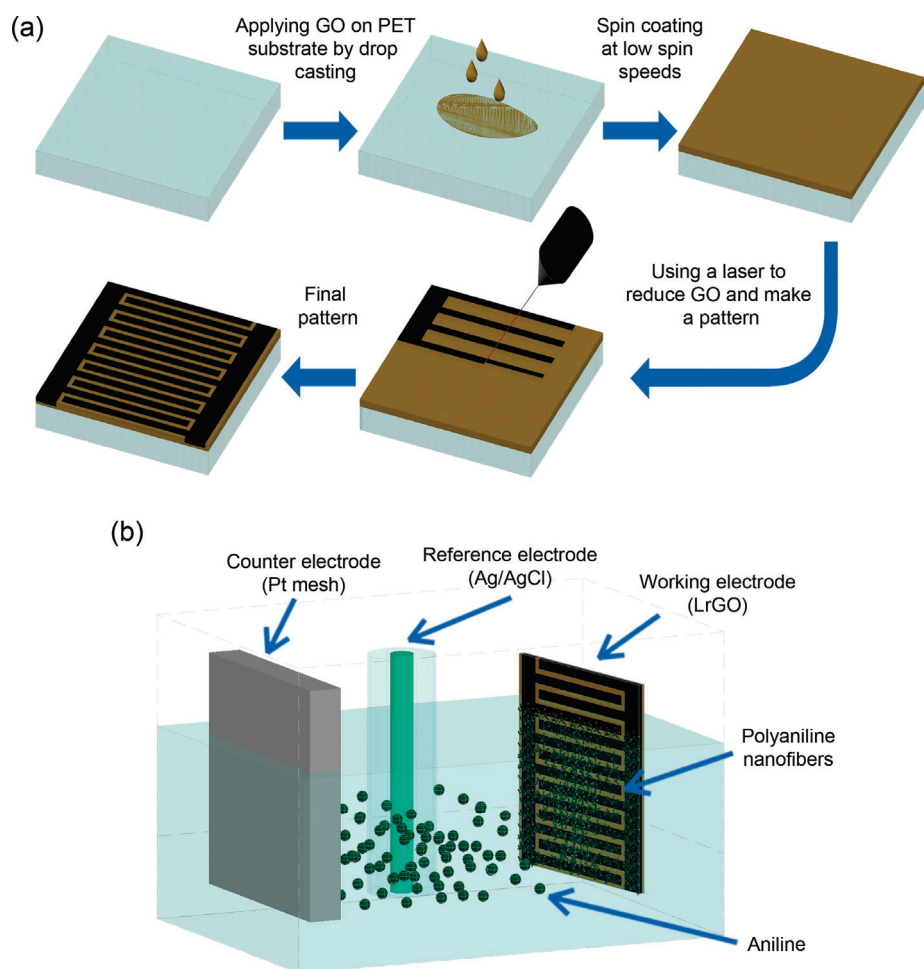 (a)
Applying GO on PET
substrate by drop
casting
Spin coating
at low spin
speeds
Using a laser to
reduce GO and make
a pattern
Final
pattern
(b)
Counter electrode
(Pt mesh)
Reference electrode
(Ag/AgCl)
Working electrode
(LrGO)
Polyaniline
nanofibers
Aniline